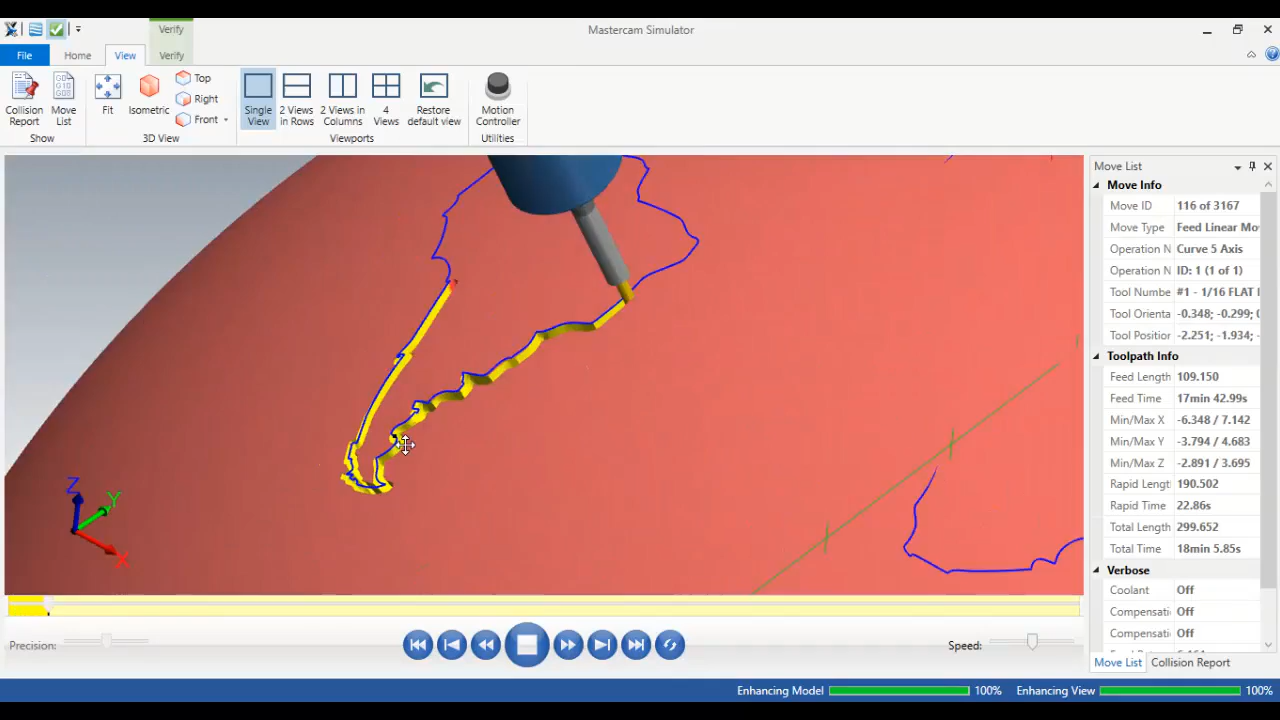 Verify
Mastercam Simulator
File
Home
View
Verify
Collision Report
Move List
Fit
Isometric
Top
Right
Front
Single View
2 Views in Rows
2 Views in Columns
4 Views
Restore default view
Motion Controller
Show
3D View
Viewports
Utilities
Move List
Move Info
Move ID 116 of 3167
Move Type Feed Linear Mo
Operation N Curve 5 Axis
Operation N ID: 1 (1 of 1)
Tool Numbe #1 - 1/16 FLAT
Tool Orienta -0.348; -0.299;
Tool Position -2.251; -1.934;
Toolpath Info
Feed Length 109.150
Feed Time 17min 42.99s
Min/Max X -6.348 / 7.142
Min/Max Y -3.794 / 4.683
Min/Max Z -2.891 / 3.695
Rapid Lengt 190.502
Rapid Time 22.86s
Total Length 299.652
Total Time 18min 5.85s
Verbose
Coolant Off
Compensati Off
Compensati Off
Move List
Collision Report
Z
Y
X
Precision:
Speed:
Enhancing Model 100%
Enhancing View 100%